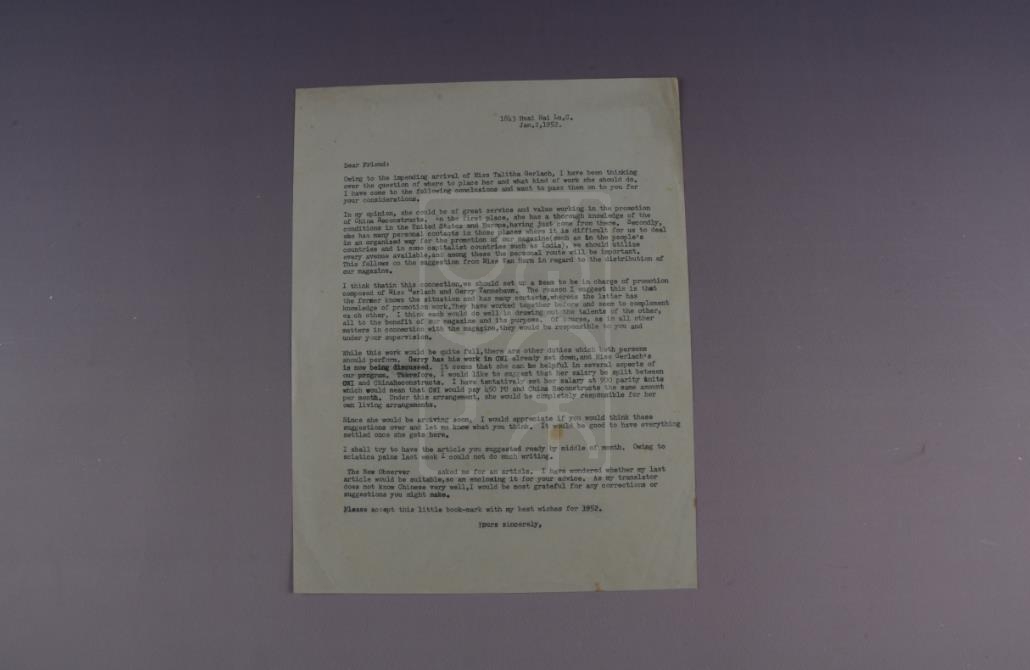 1843 Huai Hai Lu.C.
Jan.2,1952.
Dear Friend:
Owing to the impending arrival of Miss Talitha Gerlach, I have been thinking
over the question of where to place her and what kind of work she should do.
I have come to the following conclusions and want to pass them on to you for
your considerations.
In my opinion, she could be of great service and value working in the promotion
of China Reconstructs. In the first place, she has a thorough knowledge of the
conditions in the United States and Europe,having just come from there. Secondly,
she has many personal contacts in those places where it is difficult for us to deal
in an organized way for the promotion of our magazine(such as in the people's
countries and in some capitalist countries such as India), we should utilize
every avenue available,and among these the personal route will be important.
This follows on the suggestion from Miss Van Horn in regard to the distribution of
our magazine.
I think thatin this connection,we should set up a team to be in charge of promotion
composed of Miss Gerlach and Gerry Tannebaum. The reason I suggest this is that
the former knows the situation and has many contacts,whereas the latter has
knowledge of promotion work.They have worked together before and seem to complement
each other. I think each would do well in drawing out the talents of the other,
all to the benefit of our magazine and its purposes. Of course, as in all other
matters in connection with the magazine,they would be responsible to you and
under your supervision.
While this work would be quite full,there are other duties which both persons
should perform. Gerry has his work in CWI already set down,and Miss Gerlach's
is now being discussed. It seems that she can be helpful in several aspects of
our program. Therefore, I would like to suggest that her salary be split between
CWI and ChinaReconstructs. I have tentatively set her salary at 900 parity units
which would mean that CWI would pay 450 PU and China Reconstructs the same amount
per month. Under this arrangement, she would be completely responsible for her
own living arrangements.
Since she would be arriving soon, I would appreciate if you would think these
suggestions over and let me know what you think. It would be good to have everything
settled once she gets here.
I shall try to have the article you suggested ready by middle of month. Owing to
sciatica pains last week I could not do much writing.
The New Observer asked me for an article. I have wondered whether my last
article would be suitable,so am enclosing it for your advice. As my translator
does not know Chinese very well,I would be most grateful for any corrections or
suggestions you might make.
Please accept this little book-mark with my best wishes for 1952.
Yours sincerely,